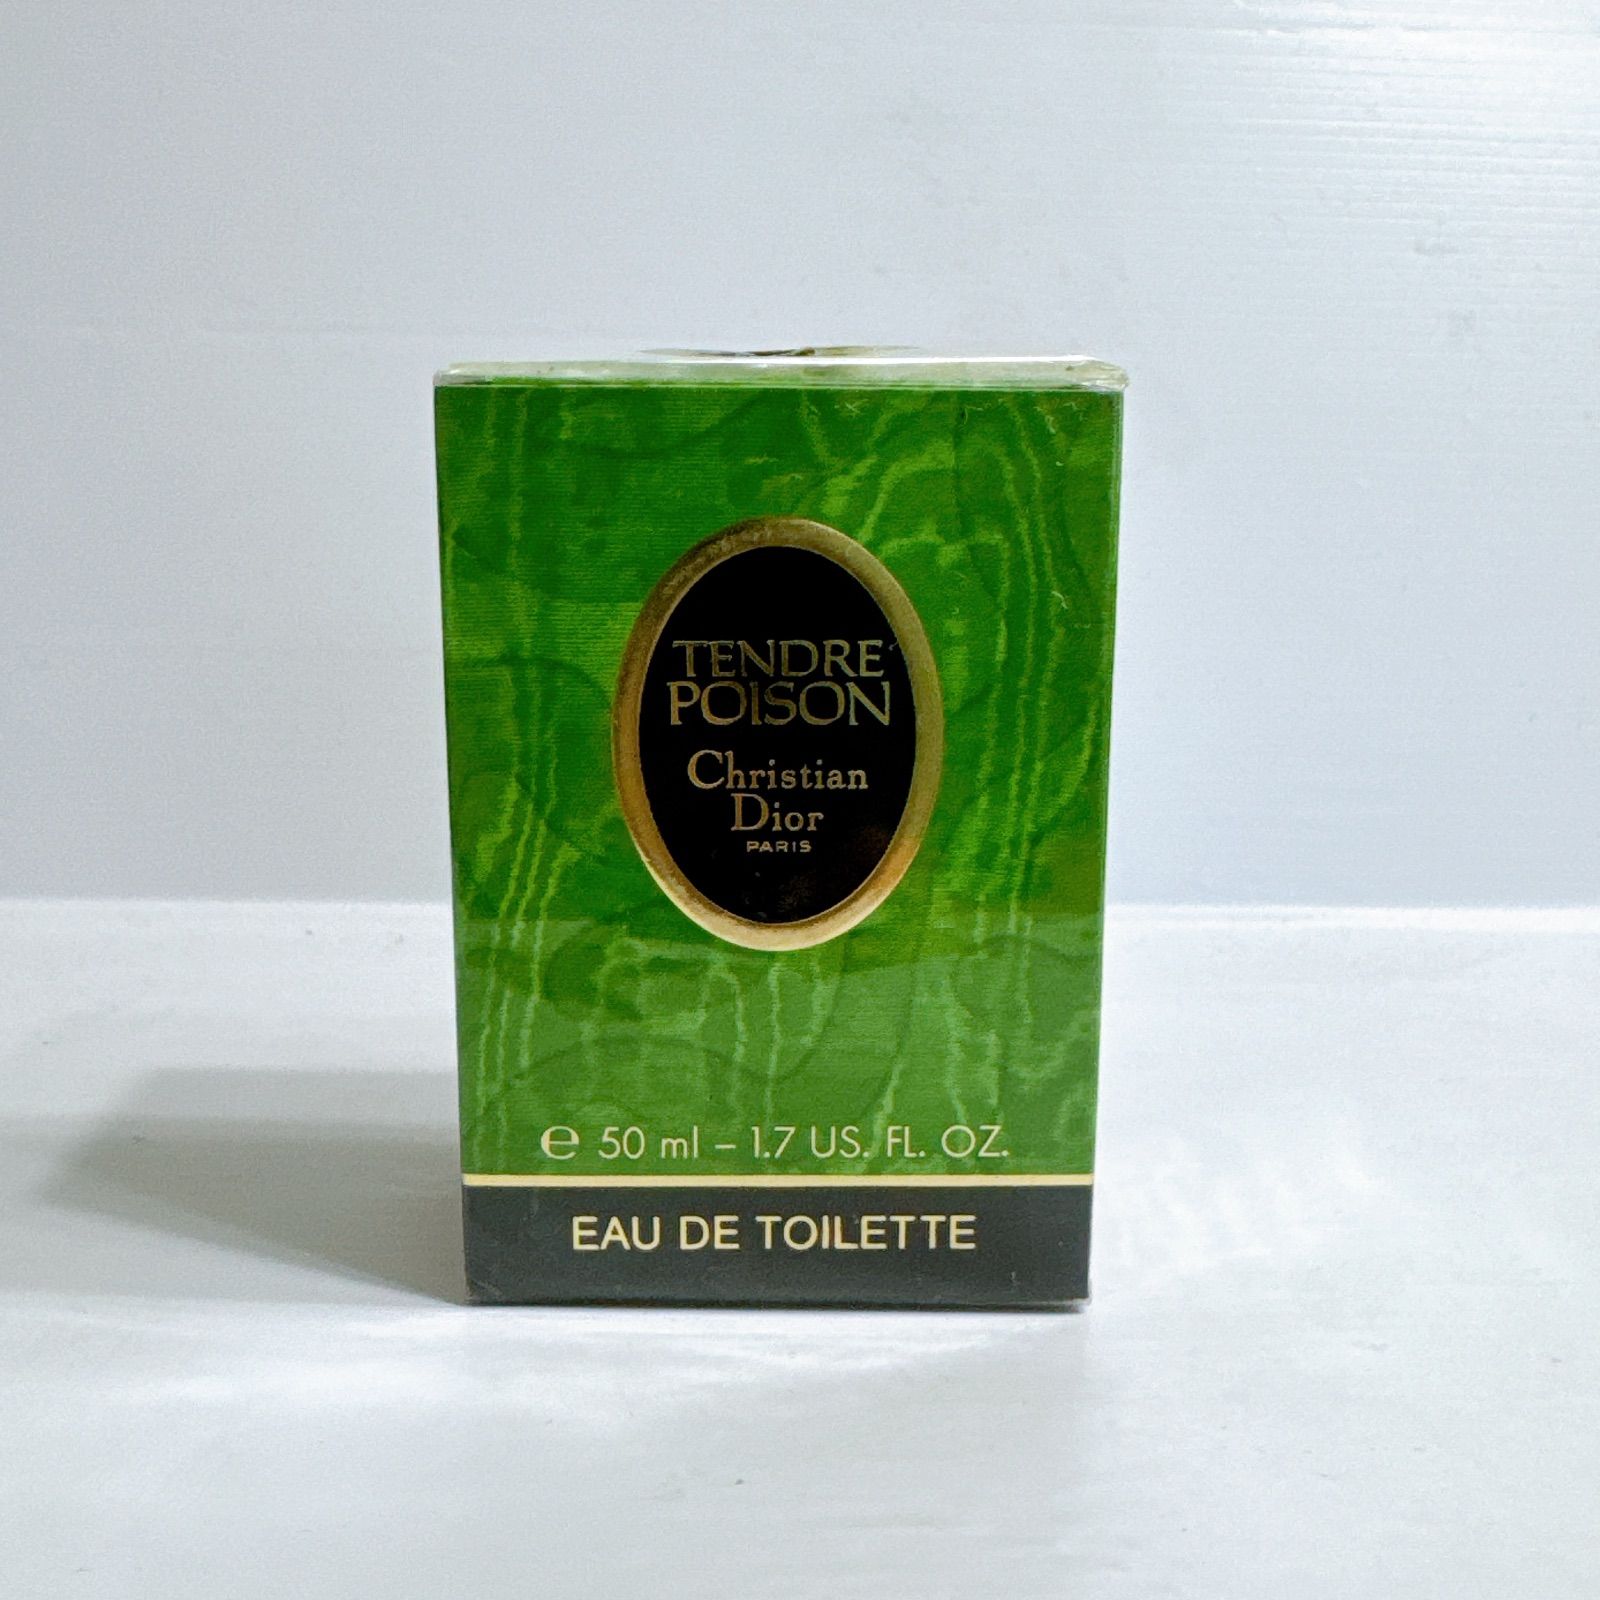 TENDRE
POISON
Christian
Dior
PARIS
℮ 50 ml – 1.7 US. FL. OZ.
EAU DE TOILETTE